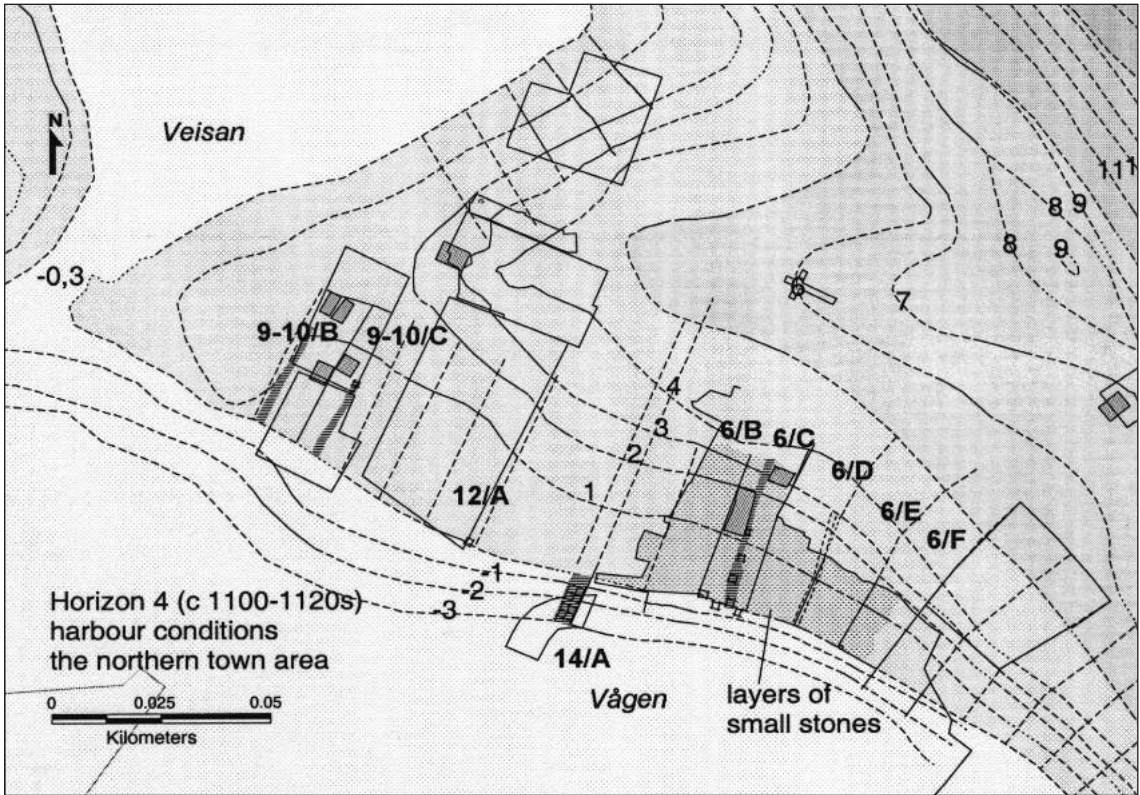 Veisan
N
111
8 9
8
9
-0,3
6
7
9-10/B
9-10/C
4
3
6/B
6/C
2
6/D
12/A
1
6/E
6/F
-1
-2
-3
Horizon 4 (c 1100-1120s)
harbour conditions
the northern town area
14/A
0 0.025 0.05
Kilometers
Vågen
layers of
small stones